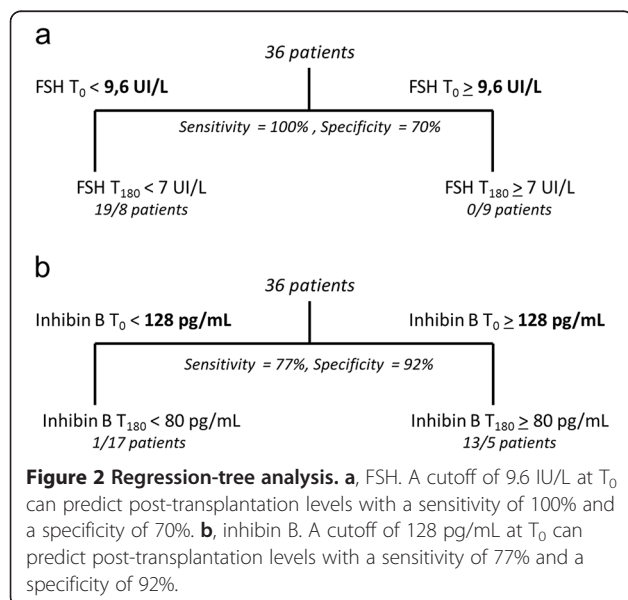 a
36 patients
FSH T₀ < 9,6 UI/L
FSH T₀ ≥ 9,6 UI/L
Sensitivity = 100% , Specificity = 70%
FSH T₁₈₀ < 7 UI/L
FSH T₁₈₀ ≥ 7 UI/L
19/8 patients
0/9 patients
b
36 patients
Inhibin B T₀ < 128 pg/mL
Inhibin B T₀ ≥ 128 pg/mL
Sensitivity = 77%, Specificity = 92%
Inhibin B T₁₈₀ < 80 pg/mL
Inhibin B T₁₈₀ ≥ 80 pg/mL
1/17 patients
13/5 patients
Figure 2 Regression-tree analysis. a, FSH. A cutoff of 9.6 IU/L at T₀
can predict post-transplantation levels with a sensitivity of 100% and
a specificity of 70%. b, inhibin B. A cutoff of 128 pg/mL at T₀ can
predict post-transplantation levels with a sensitivity of 77% and a
specificity of 92%.